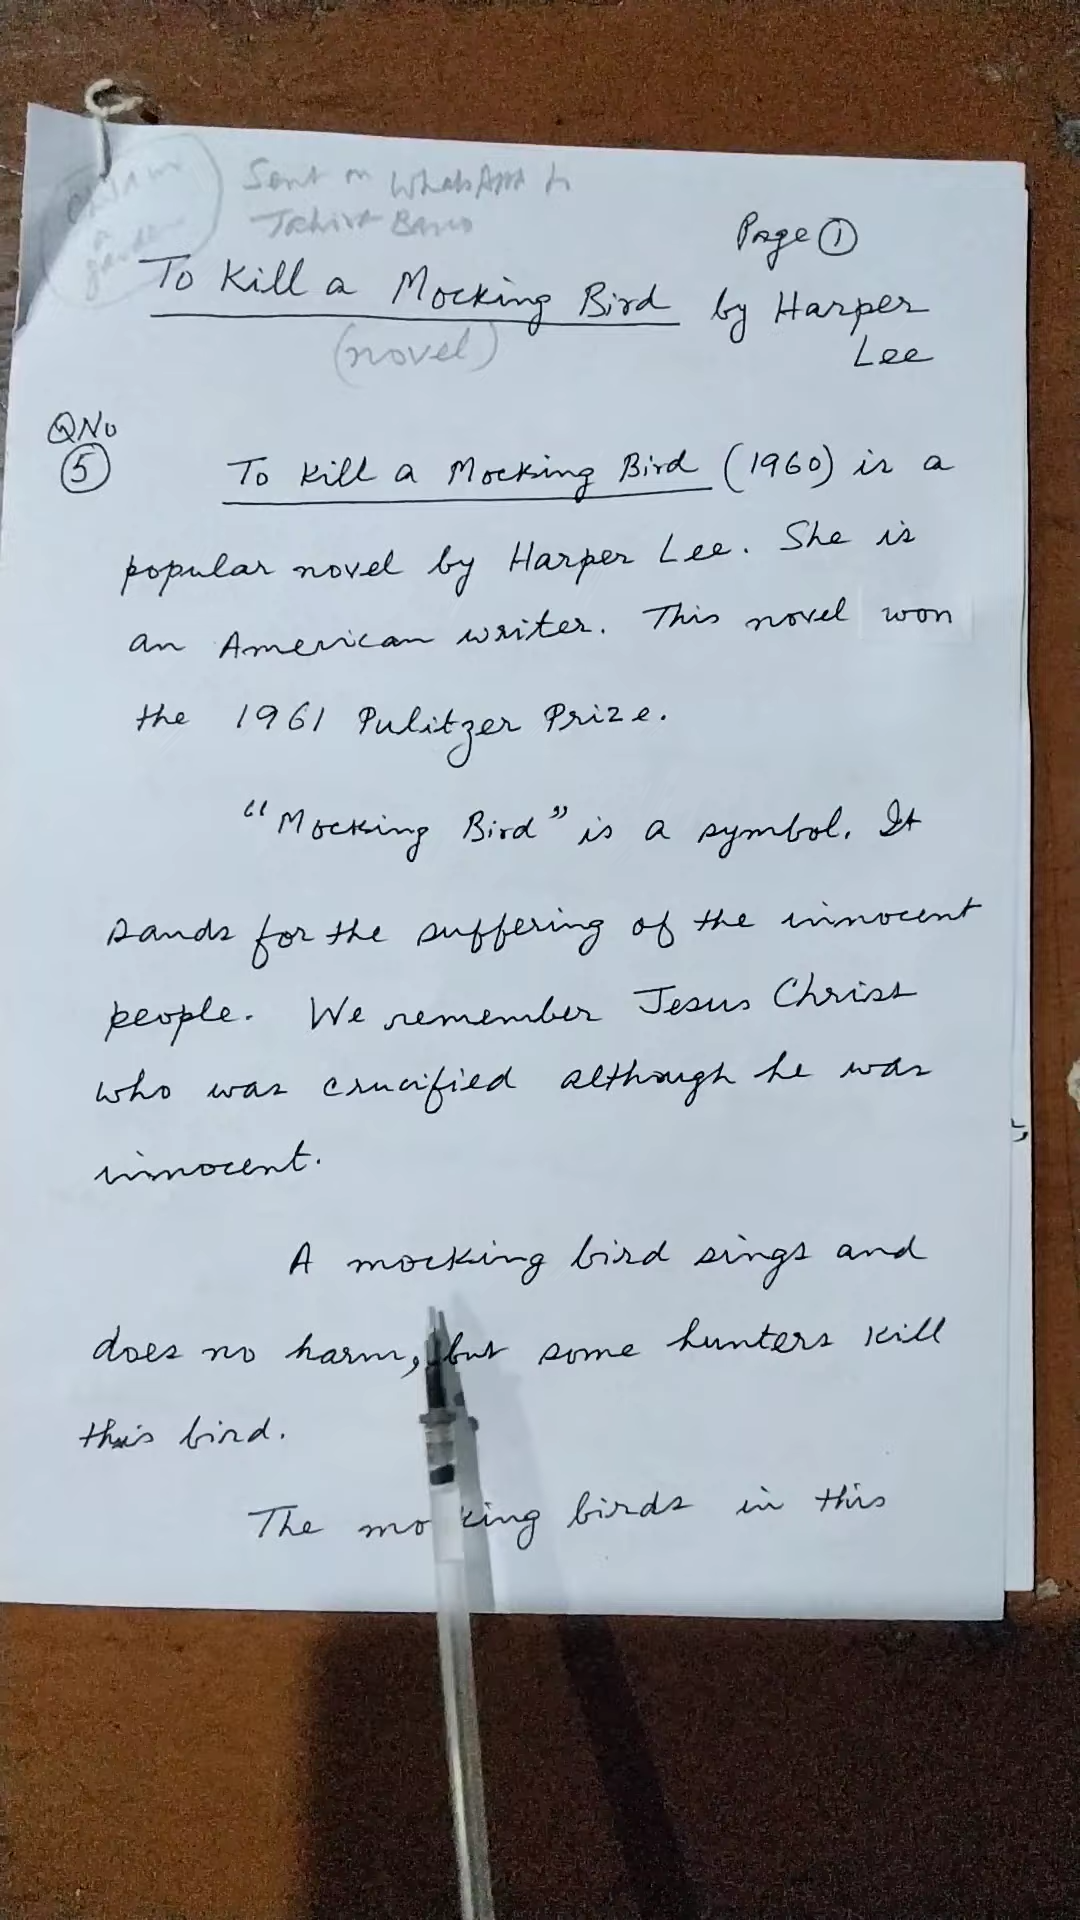 Sent on WhatsApp to
Tahira Bano
Page 1
To Kill a Mocking Bird by Harper
Lee
(novel)
QNo
5
To Kill a Mocking Bird (1960) is a
popular novel by Harper Lee. She is
an American writer. This novel won
the 1961 Pulitzer Prize.
"Mocking Bird" is a symbol. It
sands for the suffering of the innocent
people. We remember Jesus Christ
who was crucified although he was
innocent.
A mocking bird sings and
does no harm, but some hunters kill
this bird.
The mocking birds in this